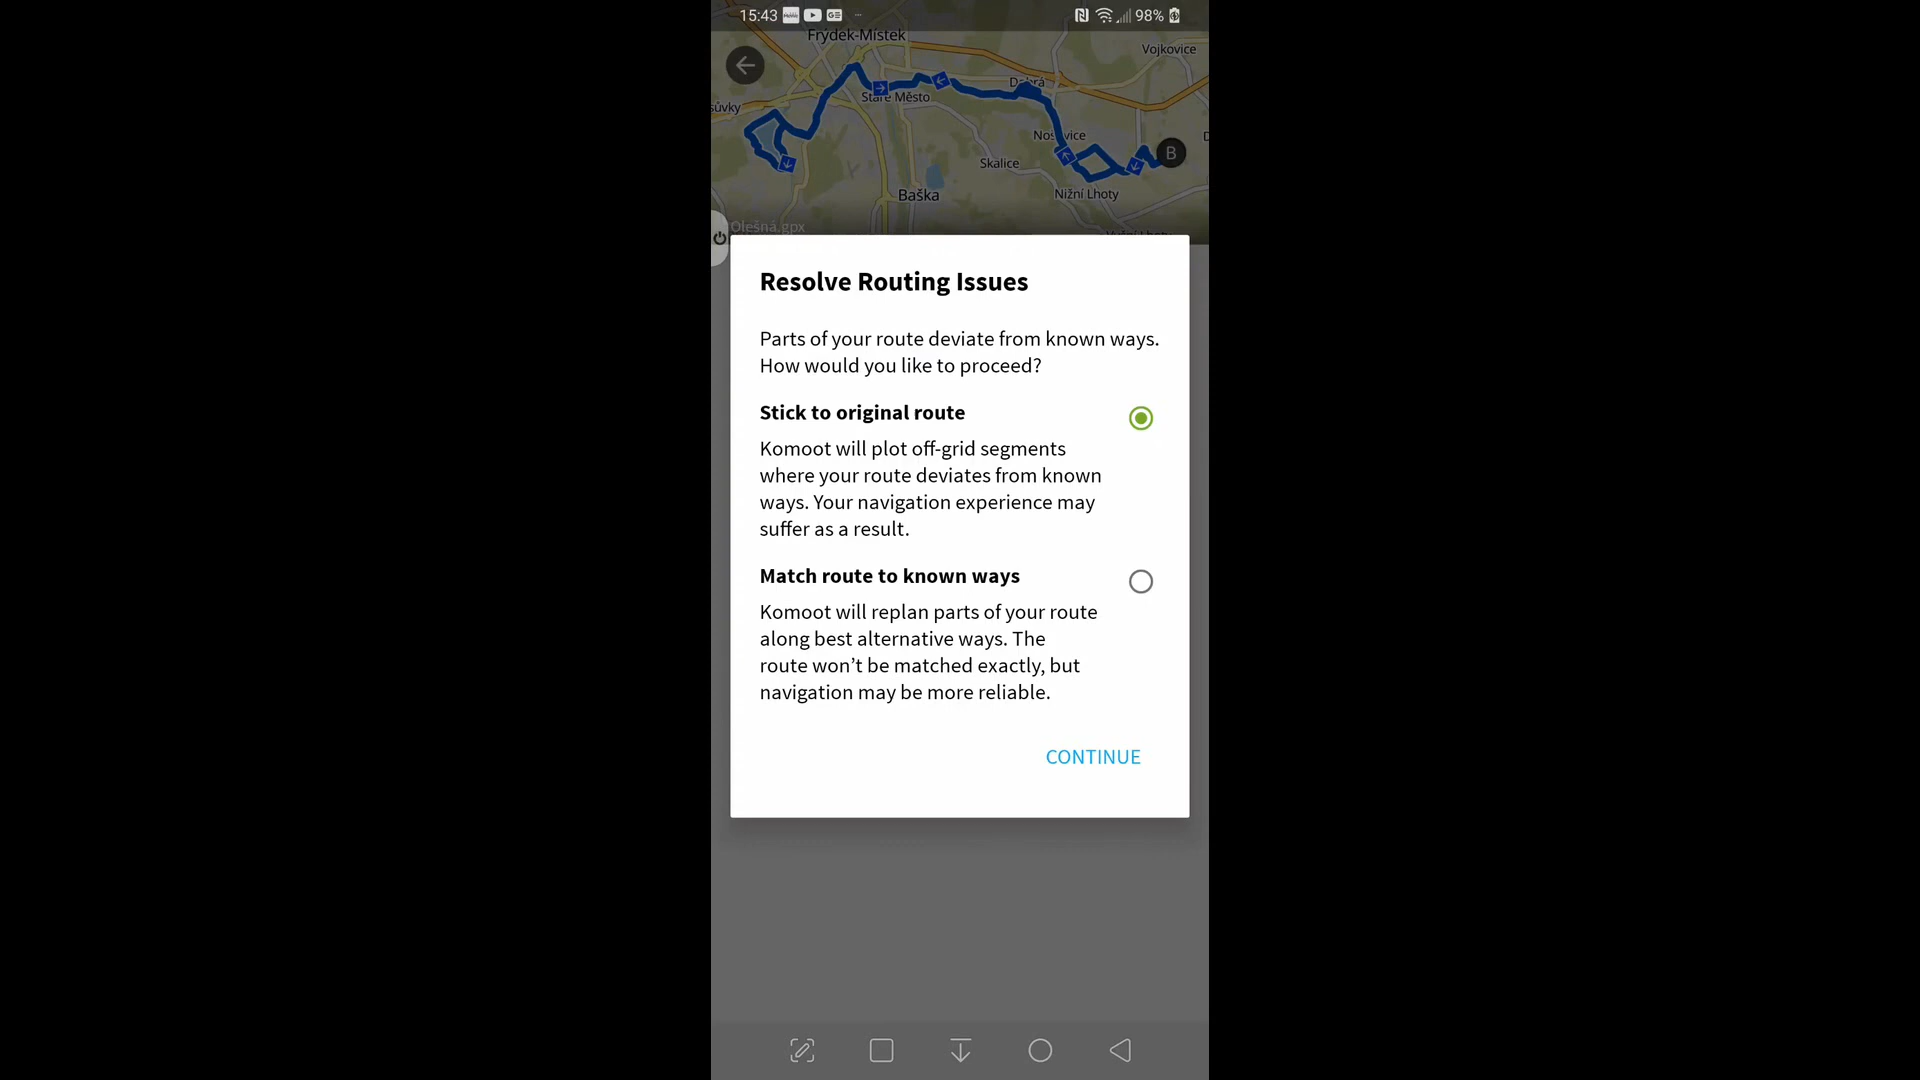 15:43
98%
Frýdek-Místek
Vojkovice
Dobrá
Staré Město
Nošovice
Skalice
Baška
Nižní Lhoty
B
Olešná.gpx
Resolve Routing Issues
Parts of your route deviate from known ways.
How would you like to proceed?
Stick to original route
Komoot will plot off-grid segments
where your route deviates from known
ways. Your navigation experience may
suffer as a result.
Match route to known ways
Komoot will replan parts of your route
along best alternative ways. The
route won’t be matched exactly, but
navigation may be more reliable.
CONTINUE